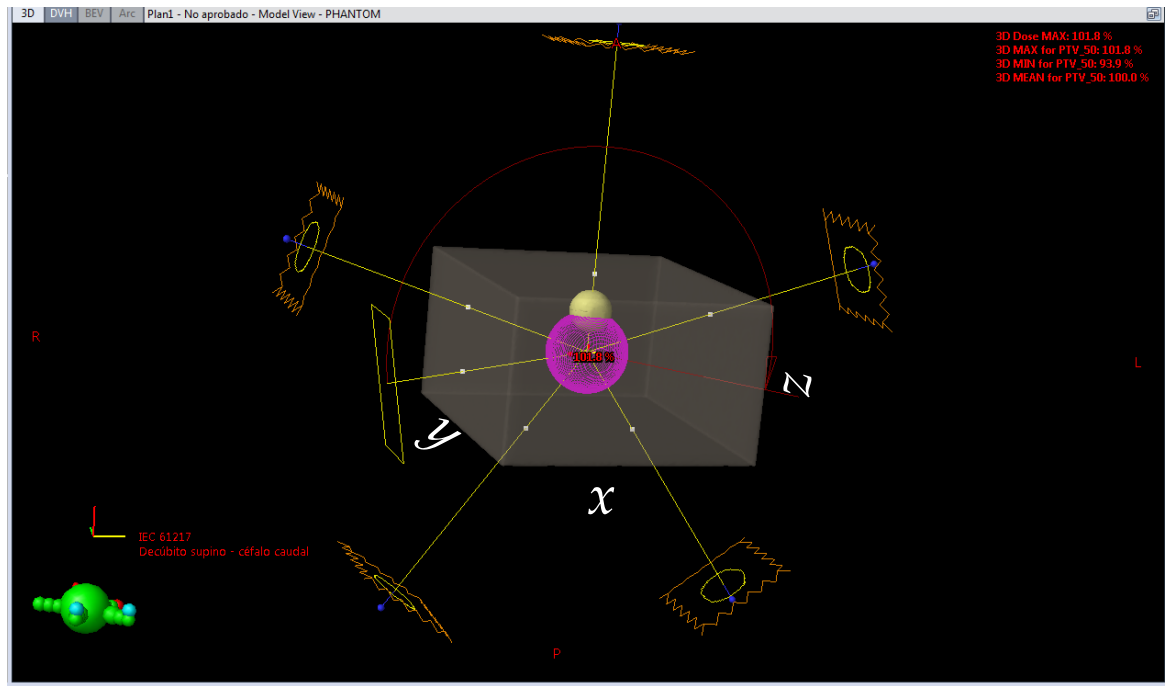 3D DVH BEV Arc Plan1 - No aprobado - Model View - PHANTOM
3D Dose MAX: 101.8 %
3D MAX for PTV_50: 101.8 %
3D MIN for PTV_50: 93.9 %
3D MEAN for PTV_50: 100.0 %
R
L
101.8 %
z
y
x
IEC 61217
Decúbito supino - céfalo caudal
P